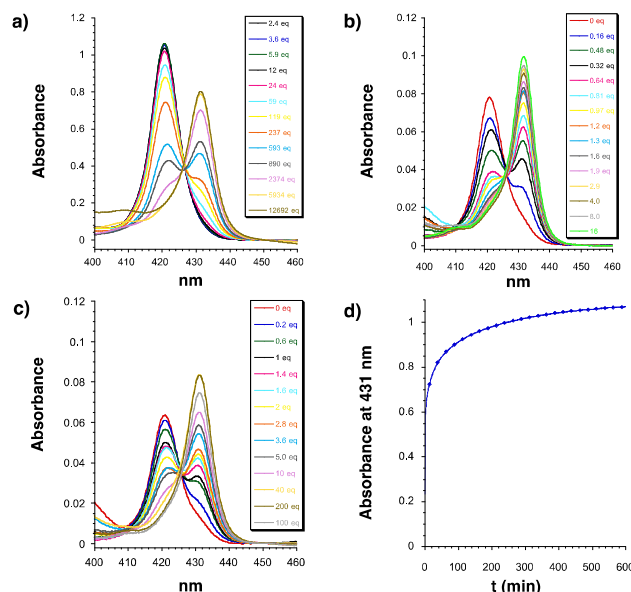 a)
Absorbance
1.2
1
0.8
0.6
0.4
0.2
0
400 410 420 430 440 450 460
nm
2.4 eq
3.6 eq
5.9 eq
12 eq
24 eq
59 eq
119 eq
237 eq
593 eq
890 eq
2374 eq
5934 eq
12692 eq
b)
Absorbance
0.12
0.1
0.08
0.06
0.04
0.02
0
400 410 420 430 440 450 460
nm
0 eq
0,16 eq
0,48 eq
0,32 eq
0,64 eq
0,81 eq
0,97 eq
1,2 eq
1,3 eq
1,6 eq
1,9 eq
2,9
4,0
8,0
16
c)
Absorbance
0.12
0.1
0.08
0.06
0.04
0.02
0
400 410 420 430 440 450 460
nm
0 eq
0.2 eq
0.6 eq
1 eq
1,4 eq
1,8 eq
2 eq
2,8 eq
3,6 eq
5,0 eq
10 eq
40 eq
200 eq
100 eq
d)
Absorbance at 431 nm
1
0.8
0.6
0.4
0.2
0
0 100 200 300 400 500 600
t (min)